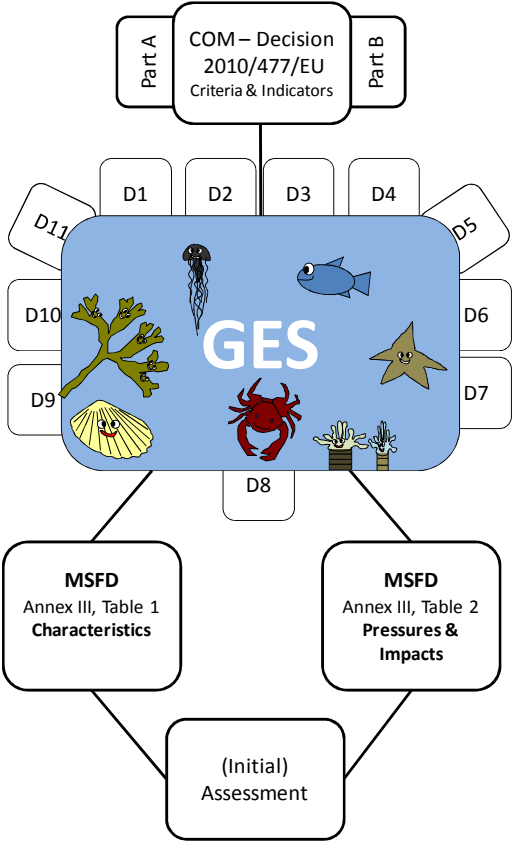 Part A
COM – Decision
2010/477/EU
Criteria & Indicators
Part B
D1
D2
D3
D4
D11
D5
D10
D6
GES
D9
D7
D8
MSFD
Annex III, Table 1
Characteristics
MSFD
Annex III, Table 2
Pressures &
Impacts
(Initial)
Assessment